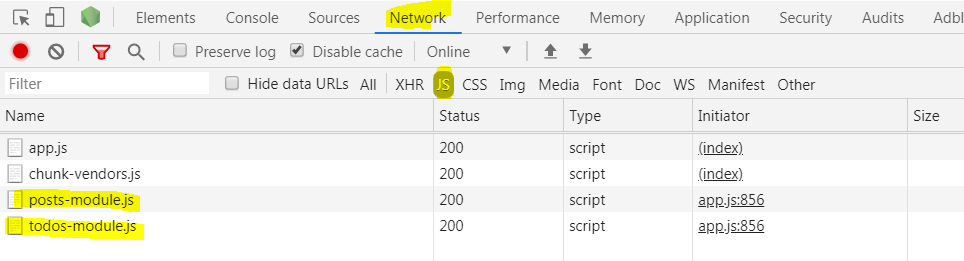 Elements Console Sources Network Performance Memory Application Security Audits Adbl
Preserve log Disable cache Online
Filter Hide data URLs All XHR JS CSS Img Media Font Doc WS Manifest Other
Name Status Type Initiator Size
app.js 200 script (index)
chunk-vendors.js 200 script (index)
posts-module.js 200 script app.js:856
todos-module.js 200 script app.js:856